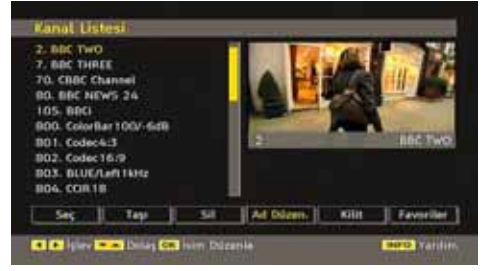 Kanal Listesi
2. BBC TWO
7. BBC THREE
70. CBBC Channel
80. BBC NEWS 24
105. BBCi
800. ColorBar100/-6dB
801. Codec4:3
802. Codec16:9
803. BLUE/Left1kHz
804. CCIR18
2 BBC TWO
Seç Taşı Sil Ad Düzen. Kilit Favoriler
İşlev Dolaş OK İsim Düzenle INFO Yardım